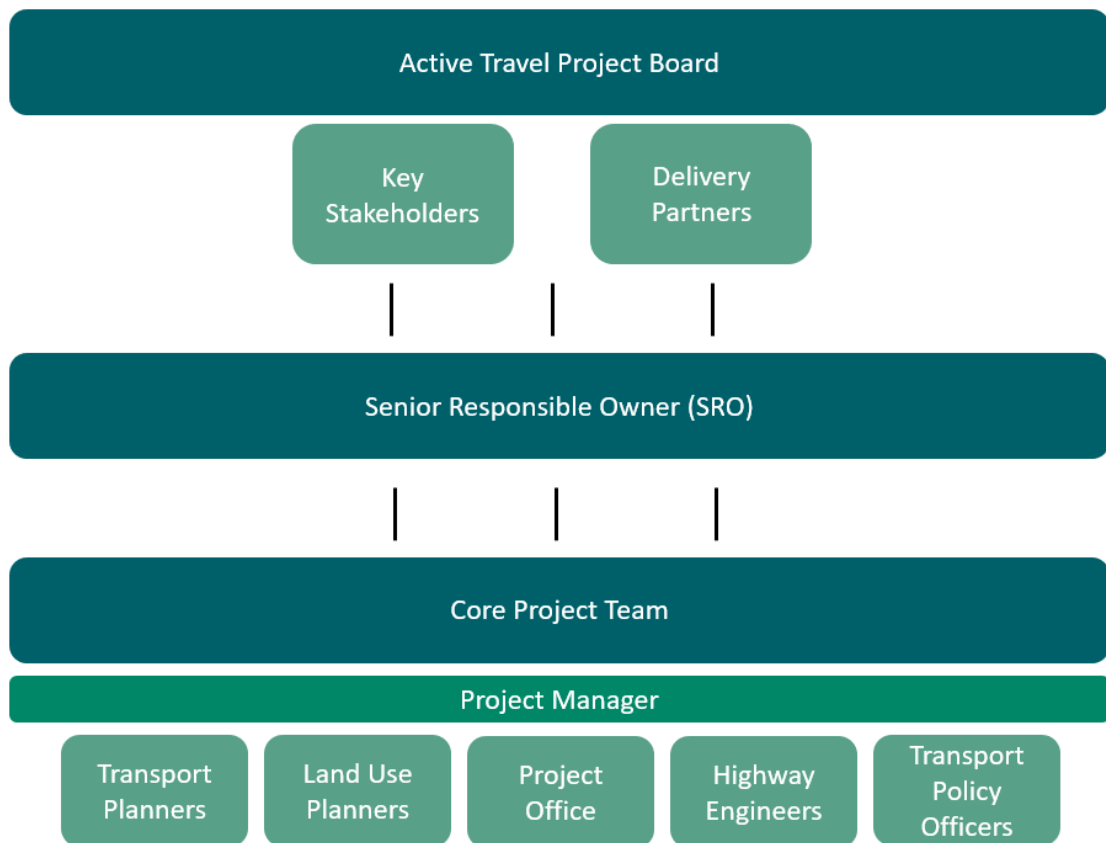 Active Travel Project Board
Key
Stakeholders
Delivery
Partners
Senior Responsible Owner (SRO)
Core Project Team
Project Manager
Transport
Planners
Land Use
Planners
Project
Office
Highway
Engineers
Transport
Policy
Officers